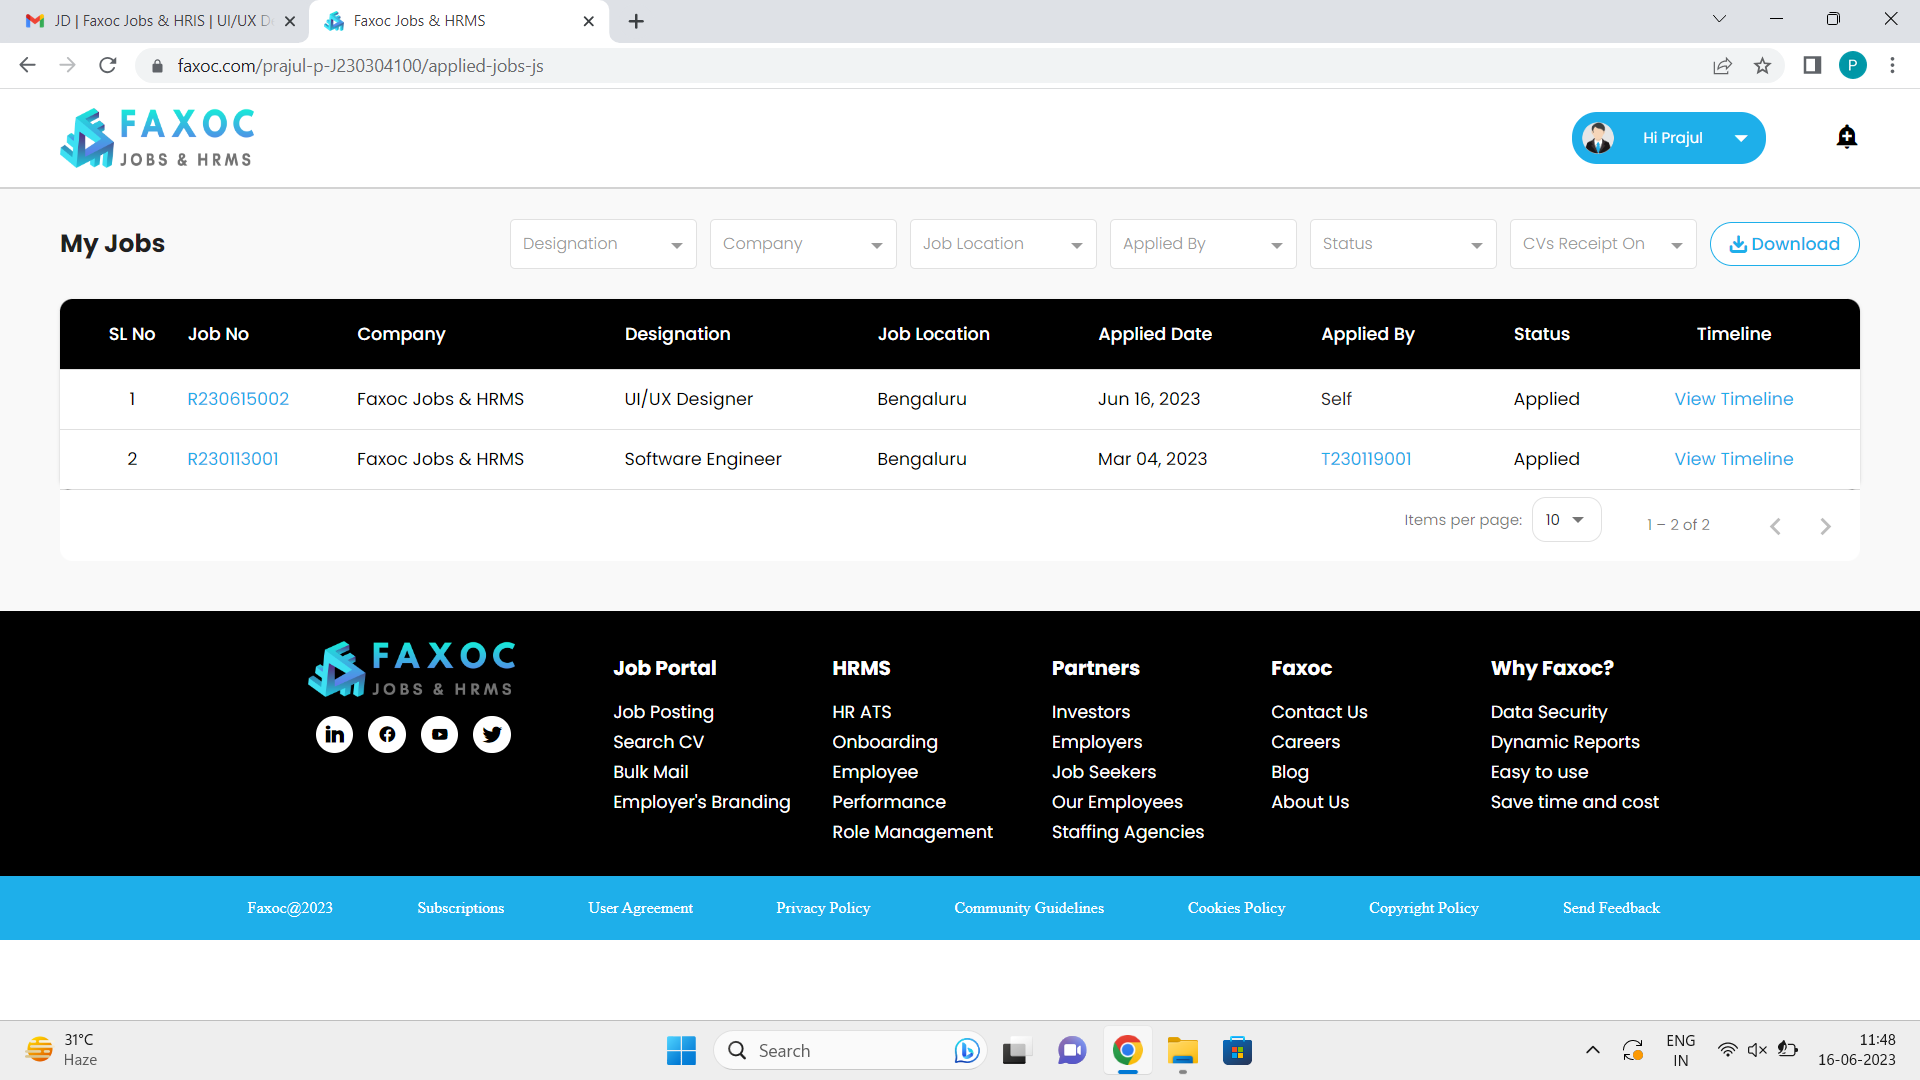 JD | Faxoc Jobs & HRIS | UI/UX D
Faxoc Jobs & HRMS
faxoc.com/prajul-p-J230304100/applied-jobs-js
P
FAXOC
JOBS & HRMS
Hi Prajul
My Jobs
Designation
Company
Job Location
Applied By
Status
CVs Receipt On
Download
SL No Job No Company Designation Job Location Applied Date Applied By Status Timeline
1 R230615002 Faxoc Jobs & HRMS UI/UX Designer Bengaluru Jun 16, 2023 Self Applied View Timeline
2 R230113001 Faxoc Jobs & HRMS Software Engineer Bengaluru Mar 04, 2023 T230119001 Applied View Timeline
Items per page: 10 1 – 2 of 2
FAXOC
JOBS & HRMS
Job Portal
Job Posting
Search CV
Bulk Mail
Employer's Branding
HRMS
HR ATS
Onboarding
Employee
Performance
Role Management
Partners
Investors
Employers
Job Seekers
Our Employees
Staffing Agencies
Faxoc
Contact Us
Careers
Blog
About Us
Why Faxoc?
Data Security
Dynamic Reports
Easy to use
Save time and cost
Faxoc@2023 Subscriptions User Agreement Privacy Policy Community Guidelines Cookies Policy Copyright Policy Send Feedback
31°C
Haze
Search
ENG
IN
11:48
16-06-2023